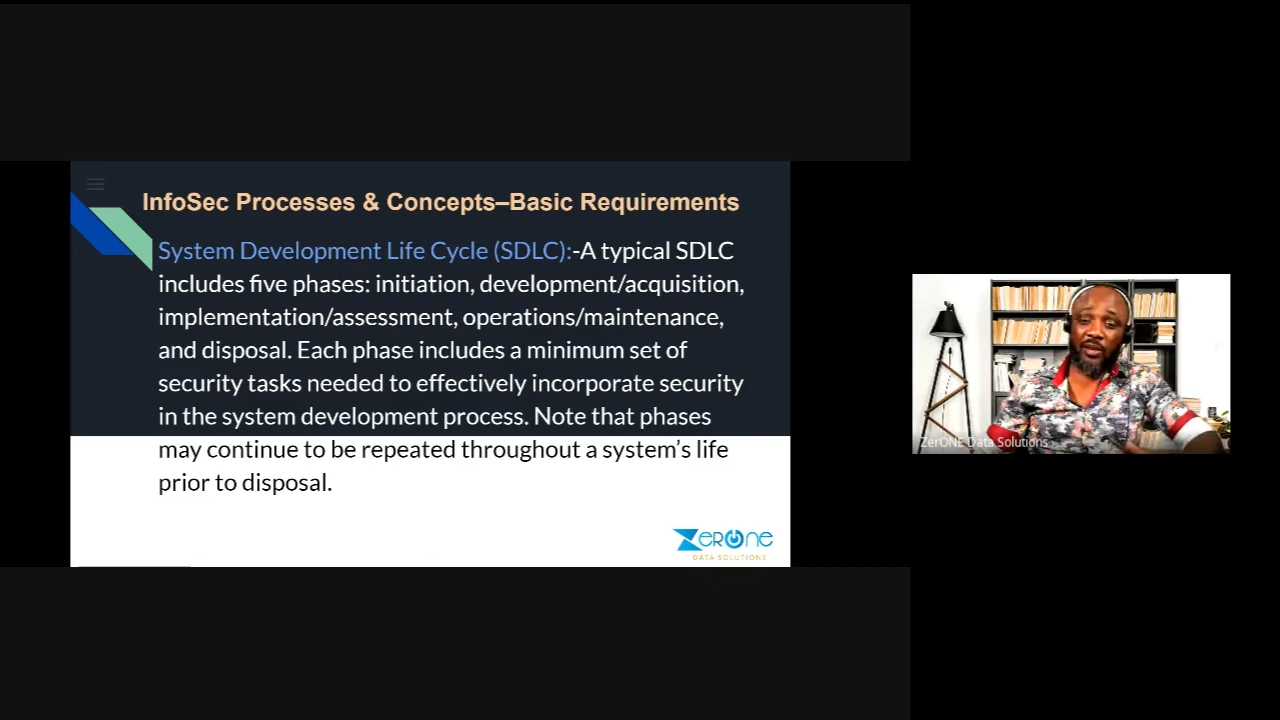 InfoSec Processes & Concepts–Basic Requirements
System Development Life Cycle (SDLC):-A typical SDLC
includes five phases: initiation, development/acquisition,
implementation/assessment, operations/maintenance,
and disposal. Each phase includes a minimum set of
security tasks needed to effectively incorporate security
in the system development process. Note that phases
may continue to be repeated throughout a system’s life
prior to disposal.
ZerOne
DATA SOLUTIONS
ZerONE Data Solutions